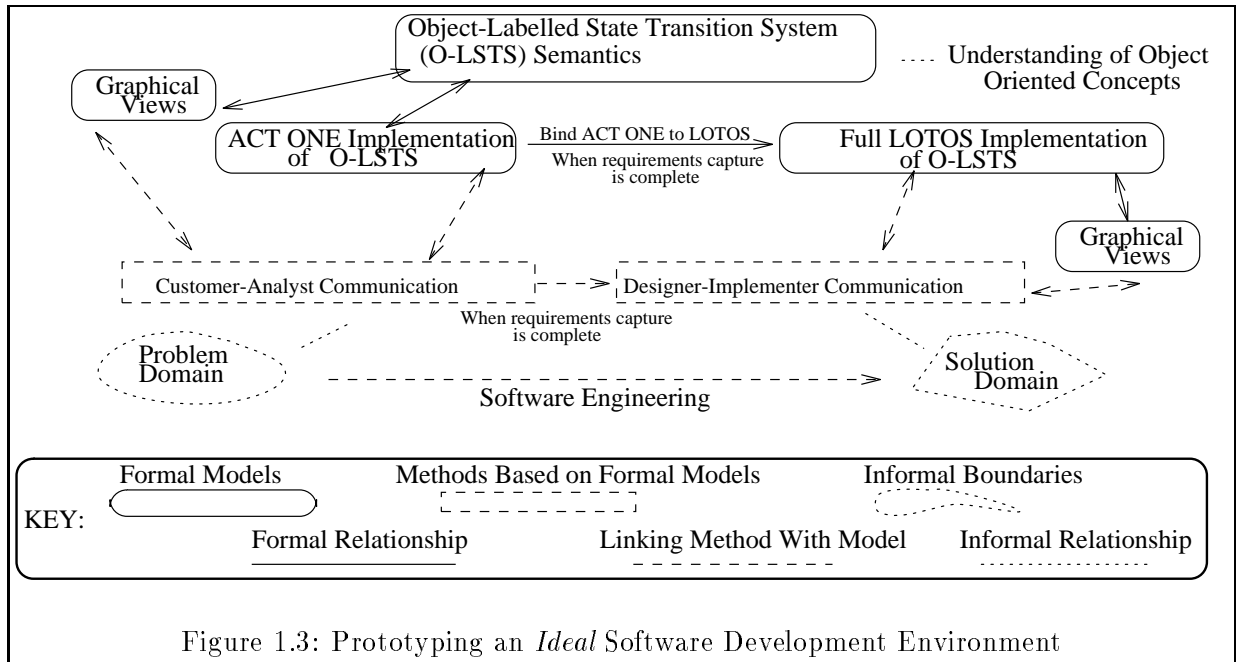 Object-Labelled State Transition System
(O-LSTS) Semantics
Understanding of Object
Oriented Concepts
Graphical
Views
ACT ONE Implementation
of O-LSTS
Bind ACT ONE to LOTOS
When requirements capture
is complete
Full LOTOS Implementation
of O-LSTS
Graphical
Views
Customer-Analyst Communication
Designer-Implementer Communication
When requirements capture
is complete
Problem
Domain
Solution
Domain
Software Engineering
Formal Models
Methods Based on Formal Models
Informal Boundaries
KEY:
Formal Relationship
Linking Method With Model
Informal Relationship
Figure 1.3: Prototyping an Ideal Software Development Environment